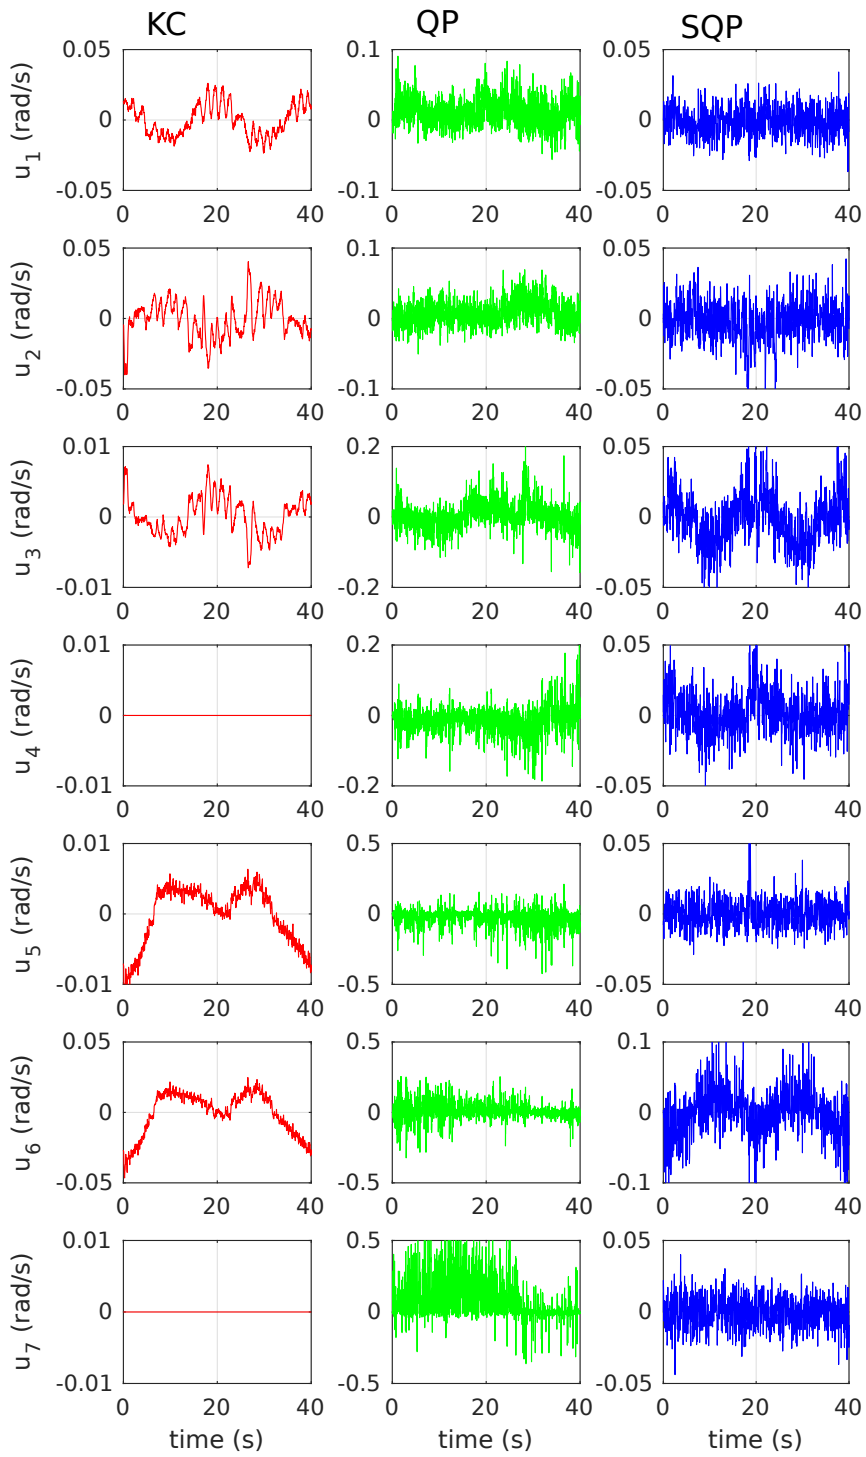 KC QP SQP
0.05 0.1 0.05
u1 (rad/s) 0 0 0
-0.05 -0.1 -0.05
0 20 40 0 20 40 0 20 40
0.05 0.1 0.05
u2 (rad/s) 0 0 0
-0.05 -0.1 -0.05
0 20 40 0 20 40 0 20 40
0.01 0.2 0.05
u3 (rad/s) 0 0 0
-0.01 -0.2 -0.05
0 20 40 0 20 40 0 20 40
0.01 0.2 0.05
u4 (rad/s) 0 0 0
-0.01 -0.2 -0.05
0 20 40 0 20 40 0 20 40
0.01 0.5 0.05
u5 (rad/s) 0 0 0
-0.01 -0.5 -0.05
0 20 40 0 20 40 0 20 40
0.05 0.5 0.1
u6 (rad/s) 0 0 0
-0.05 -0.5 -0.1
0 20 40 0 20 40 0 20 40
0.01 0.5 0.05
u7 (rad/s) 0 0 0
-0.01 -0.5 -0.05
0 20 40 0 20 40 0 20 40
time (s) time (s) time (s)